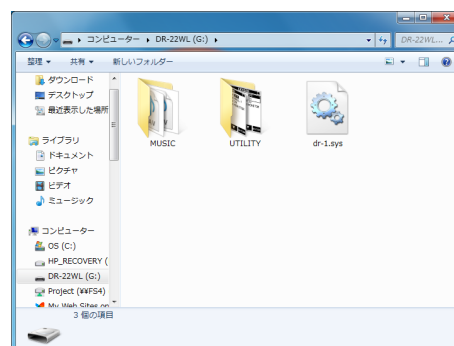 コンピューター ▸ DR-22WL (G:) ▸
DR-22WL...
整理 ▼ 共有 ▼ 新しいフォルダー
ダウンロード
デスクトップ
最近表示した場所
ライブラリ
ドキュメント
ピクチャ
ビデオ
ミュージック
コンピューター
OS (C:)
HP_RECOVERY (
DR-22WL (G:)
Project (¥¥FS4)
My Web Sites on
MUSIC
UTILITY
dr-1.sys
3 個の項目